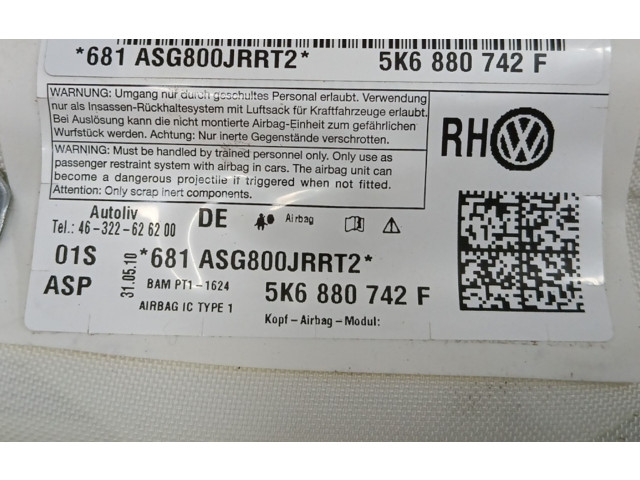 *681 ASG800JRRT2* 5K6 880 742 F
WARNUNG: Umgang nur durch geschultes Personal erlaubt. Verwendung
nur als Insassen-Rückhaltesystem mit Luftsack für Kraftfahrzeuge erlaubt.
Bei Auslösung kann die nicht montierte Airbag-Einheit zum gefährlichen
Wurfstück werden. Achtung: Nur inerte Gegenstände verschrotten.
WARNING: Must be handled by trained personnel only. Only use as
passenger restraint system with airbag in cars. The airbag unit can
become a dangerous projectile if triggered when not fitted.
Attention: Only scrap inert components.
RH
Autoliv DE Airbag
Tel.: 46-322-62 62 00
01S *681 ASG800JRRT2*
ASP 31.05.10 BAM PT1-1624 5K6 880 742 F
AIRBAG IC TYPE 1 Kopf-Airbag-Modul: